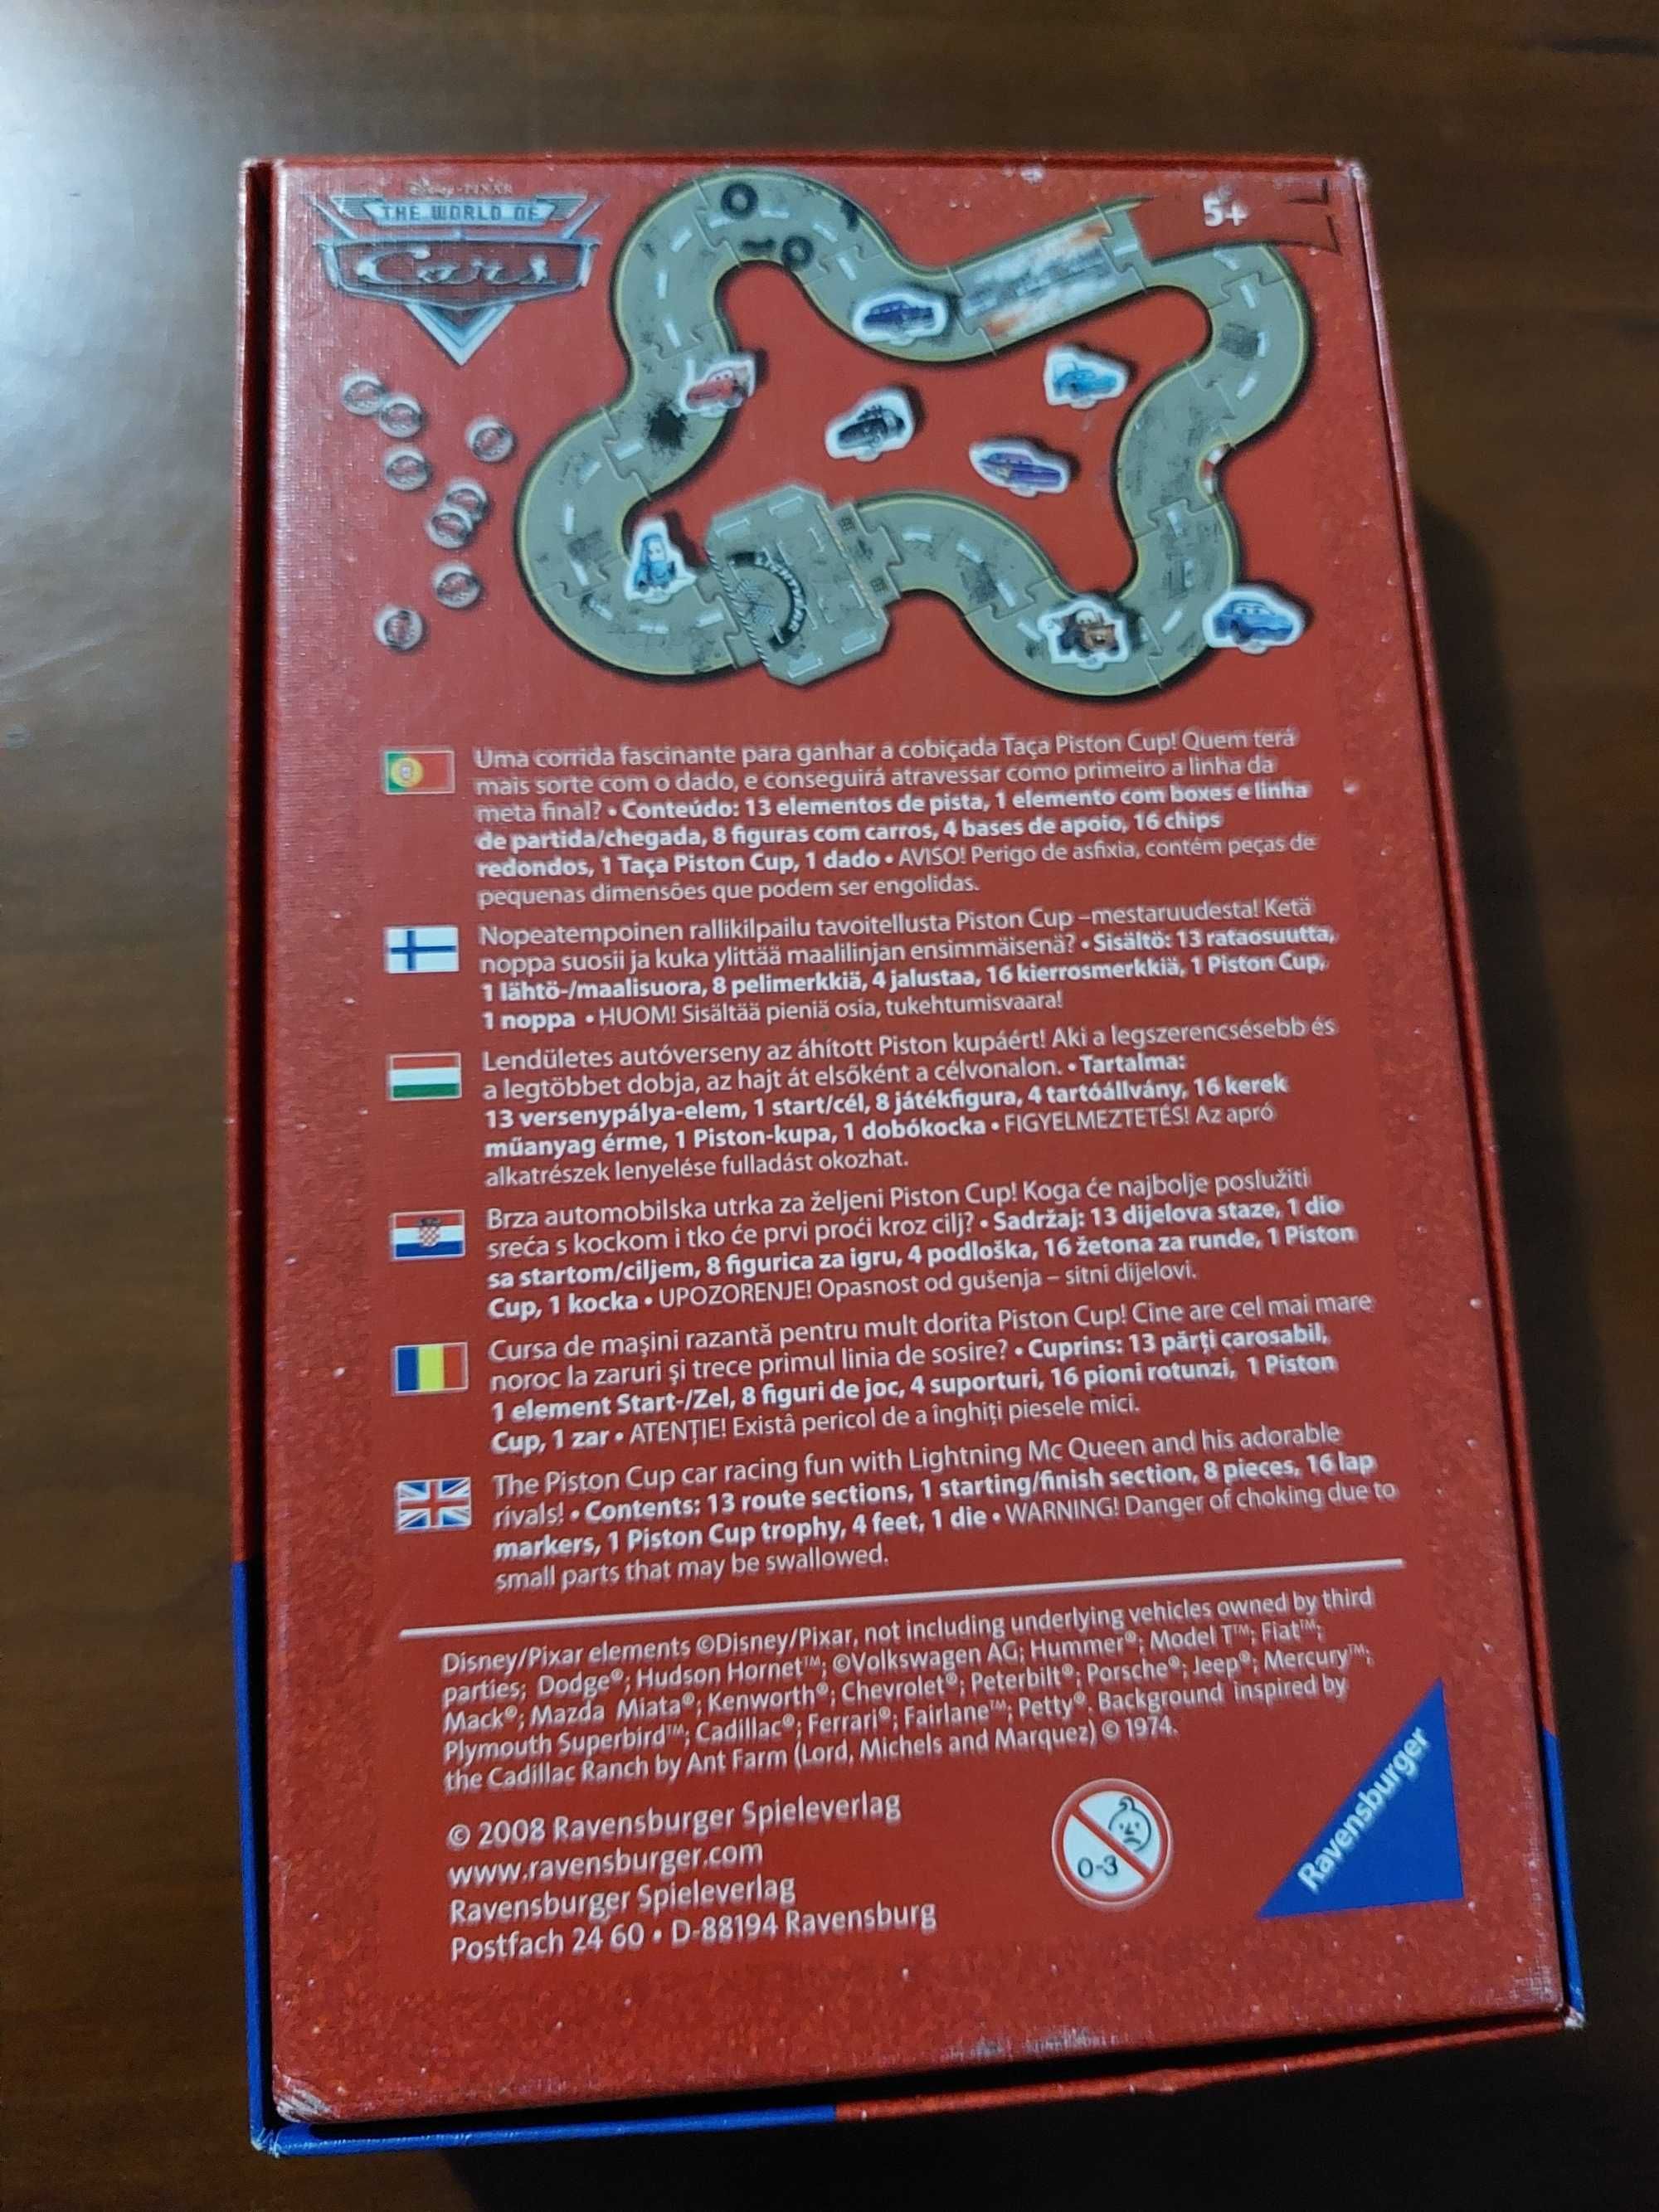 Disney·PIXAR
THE WORLD OF
Cars
5+
Uma corrida fascinante para ganhar a cobiçada Taça Piston Cup! Quem terá
mais sorte com o dado, e conseguirá atravessar como primeiro a linha da
meta final? • Conteúdo: 13 elementos de pista, 1 elemento com boxes e linha
de partida/chegada, 8 figuras com carros, 4 bases de apoio, 16 chips
redondos, 1 Taça Piston Cup, 1 dado • AVISO! Perigo de asfixia, contém peças de
pequenas dimensões que podem ser engolidas.
Nopeatempoinen rallikilpailu tavoitellusta Piston Cup –mestaruudesta! Ketä
noppa suosii ja kuka ylittää maalilinjan ensimmäisenä? • Sisältö: 13 rataosuutta,
1 lähtö-/maalisuora, 8 pelimerkkiä, 4 jalustaa, 16 kierrosmerkkiä, 1 Piston Cup,
1 noppa • HUOM! Sisältää pieniä osia, tukehtumisvaara!
Lendületes autóverseny az áhított Piston kupáért! Aki a legszerencsésebb és
a legtöbbet dobja, az hajt át elsőként a célvonalon. • Tartalma:
13 versenypálya-elem, 1 start/cél, 8 játékfigura, 4 tartóállvány, 16 kerek
műanyag érme, 1 Piston-kupa, 1 dobókocka • FIGYELMEZTETÉS! Az apró
alkatrészek lenyelése fulladást okozhat.
Brza automobilska utrka za željeni Piston Cup! Koga će najbolje poslužiti
sreća s kockom i tko će prvi proći kroz cilj? • Sadržaj: 13 dijelova staze, 1 dio
sa startom/ciljem, 8 figurica za igru, 4 podloška, 16 žetona za runde, 1 Piston
Cup, 1 kocka • UPOZORENJE! Opasnost od gušenja – sitni dijelovi.
Cursa de mașini razantă pentru mult dorita Piston Cup! Cine are cel mai mare
noroc la zaruri și trece primul linia de sosire? • Cuprins: 13 părți carosabil,
1 element Start-/Zel, 8 figuri de joc, 4 suporturi, 16 pioni rotunzi, 1 Piston
Cup, 1 zar • ATENȚIE! Există pericol de a înghiți piesele mici.
The Piston Cup car racing fun with Lightning Mc Queen and his adorable
rivals! • Contents: 13 route sections, 1 starting/finish section, 8 pieces, 16 lap
markers, 1 Piston Cup trophy, 4 feet, 1 die • WARNING! Danger of choking due to
small parts that may be swallowed.
Disney/Pixar elements ©Disney/Pixar, not including underlying vehicles owned by third
parties; Dodge®; Hudson Hornet™; ©Volkswagen AG; Hummer®; Model T™; Fiat™;
Mack®; Mazda Miata®; Kenworth®; Chevrolet®; Peterbilt®; Porsche®; Jeep®; Mercury™;
Plymouth Superbird™; Cadillac®; Ferrari®; Fairlane™; Petty®. Background inspired by
the Cadillac Ranch by Ant Farm (Lord, Michels and Marquez) © 1974.
© 2008 Ravensburger Spieleverlag
www.ravensburger.com
Ravensburger Spieleverlag
Postfach 24 60 • D-88194 Ravensburg
0-3
Ravensburger